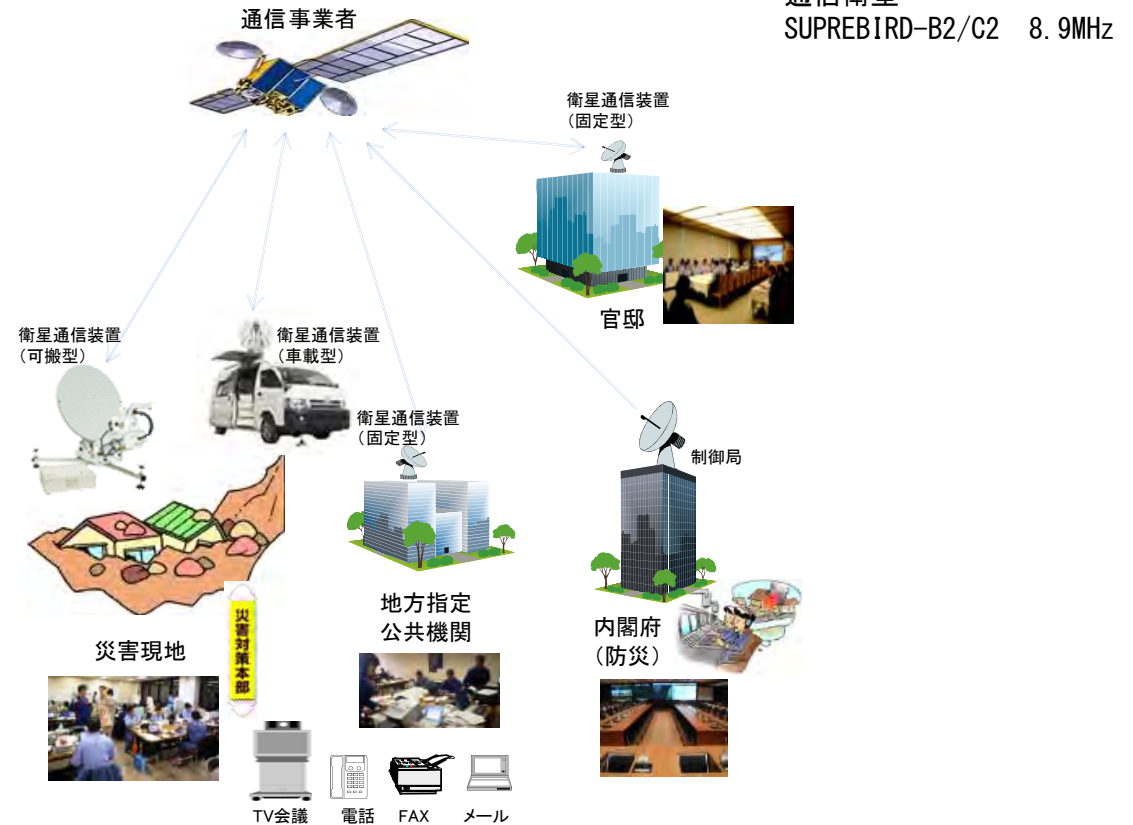 通信衛星
SUPREBIRD-B2/C2 8.9MHz
通信事業者
衛星通信装置
（固定型）
官邸
衛星通信装置
（可搬型）
衛星通信装置
（車載型）
衛星通信装置
（固定型）
制御局
災害対策本部
災害現地
地方指定
公共機関
内閣府
（防災）
TV会議
電話
FAX
メール